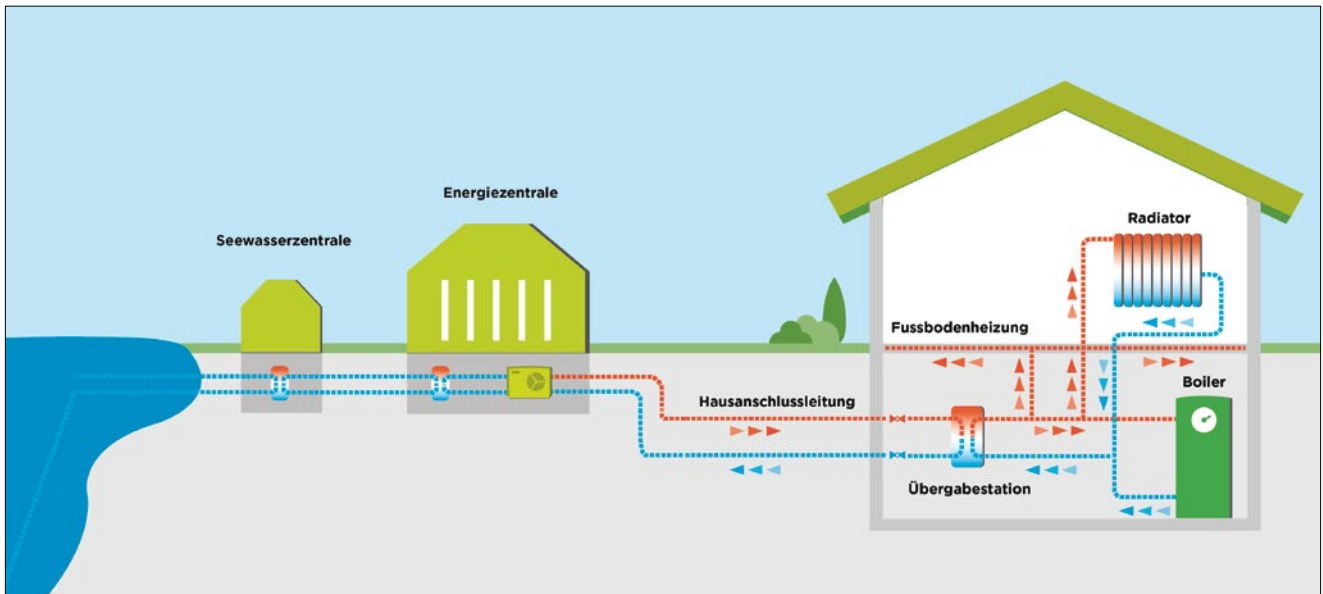 Energiezentrale
Seewasserzentrale
Radiator
Fussbodenheizung
Boiler
Hausanschlussleitung
Übergabestation